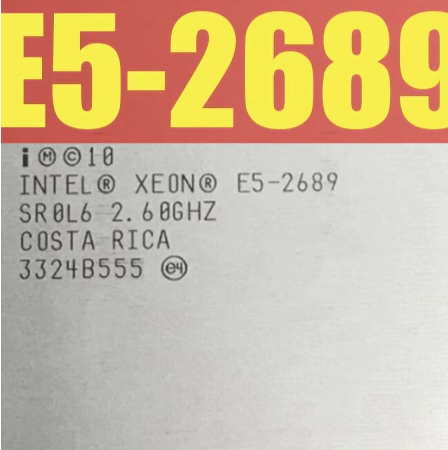 E5-2689
i Ⓜ © 10
INTEL® XEON® E5-2689
SR0L6 2.60GHZ
COSTA RICA
3324B555 e4